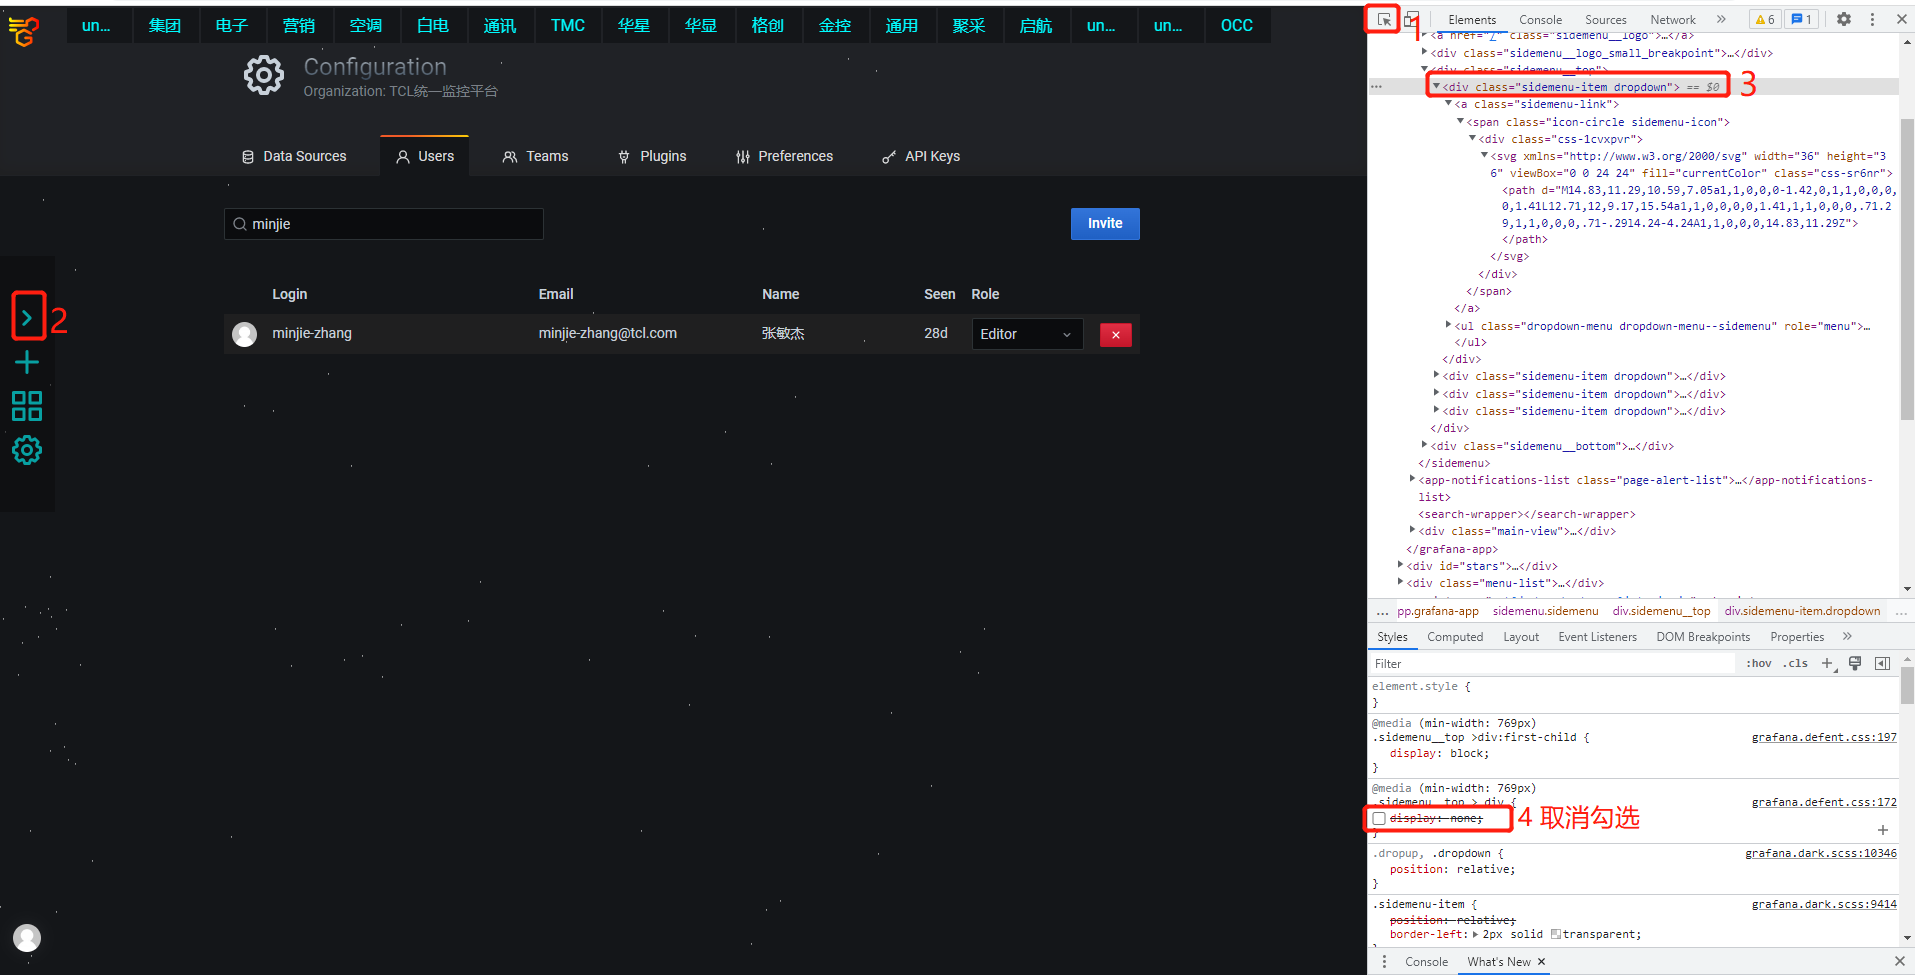 un...
集团
电子
营销
空调
白电
通讯
TMC
华星
华显
格创
金控
通用
聚采
启航
un...
un...
OCC
Configuration
Organization: TCL统一监控平台
Data Sources
Users
Teams
Plugins
Preferences
API Keys
minjie
Invite
Login Email Name Seen Role
minjie-zhang minjie-zhang@tcl.com 张敏杰 28d Editor
2
1
Elements Console Sources Network » 6 1
<a href="/" class="sidemenu__logo">…</a>
<div class="sidemenu__logo_small_breakpoint">…</div>
<div class="sidemenu__top">
<div class="sidemenu-item dropdown"> == $0
3
<a class="sidemenu-link">
<span class="icon-circle sidemenu-icon">
<div class="css-1cvxpvr">
<svg xmlns="http://www.w3.org/2000/svg" width="36" height="3
6" viewBox="0 0 24 24" fill="currentColor" class="css-sr6nr">
<path d="M14.83,11.29,10.59,7.05a1,1,0,0,0-1.42,0,1,1,0,0,0,
0,1.41L12.71,12,9.17,15.54a1,1,0,0,0,0,1.41,1,1,0,0,0,.71.2
9,1,1,0,0,0,.71-.29l4.24-4.24A1,1,0,0,0,14.83,11.29Z">
</path>
</svg>
</div>
</span>
</a>
<ul class="dropdown-menu dropdown-menu--sidemenu" role="menu">…
</ul>
</div>
<div class="sidemenu-item dropdown">…</div>
<div class="sidemenu-item dropdown">…</div>
<div class="sidemenu-item dropdown">…</div>
</div>
<div class="sidemenu__bottom">…</div>
</sidemenu>
<app-notifications-list class="page-alert-list">…</app-notifications-
list>
<search-wrapper></search-wrapper>
<div class="main-view">…</div>
</grafana-app>
<div id="stars">…</div>
<div class="menu-list">…</div>
... pp.grafana-app sidemenu.sidemenu div.sidemenu__top div.sidemenu-item.dropdown ...
Styles Computed Layout Event Listeners DOM Breakpoints Properties »
Filter :hov .cls +
element.style {
}
@media (min-width: 769px)
.sidemenu__top >div:first-child { grafana.defent.css:197
display: block;
}
@media (min-width: 769px)
.sidemenu__top > div { grafana.defent.css:172
display: none;
4 取消勾选
}
.dropup, .dropdown { grafana.dark.scss:10346
position: relative;
}
.sidemenu-item { grafana.dark.scss:9414
position: relative;
border-left: 2px solid transparent;
Console What's New